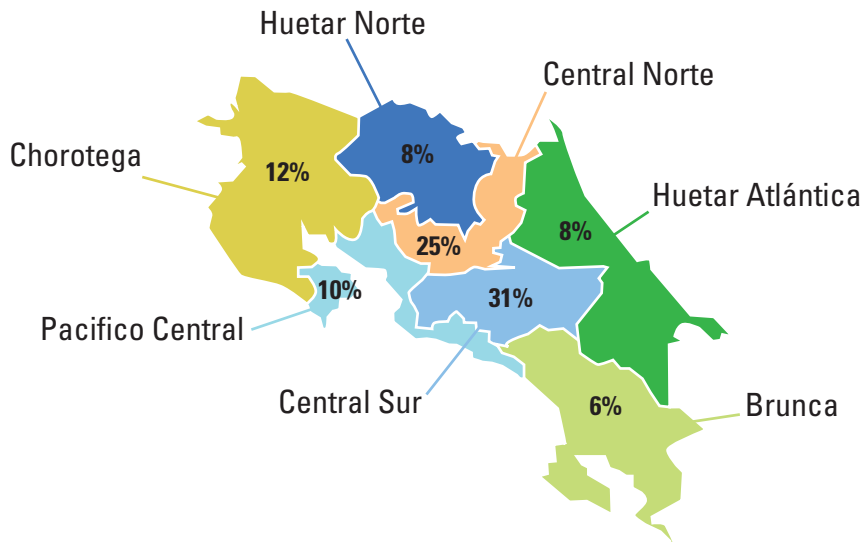 Huetar Norte
Central Norte
Chorotega
8%
12%
Huetar Atlántica
8%
25%
10%
31%
Pacifico Central
Central Sur
6%
Brunca